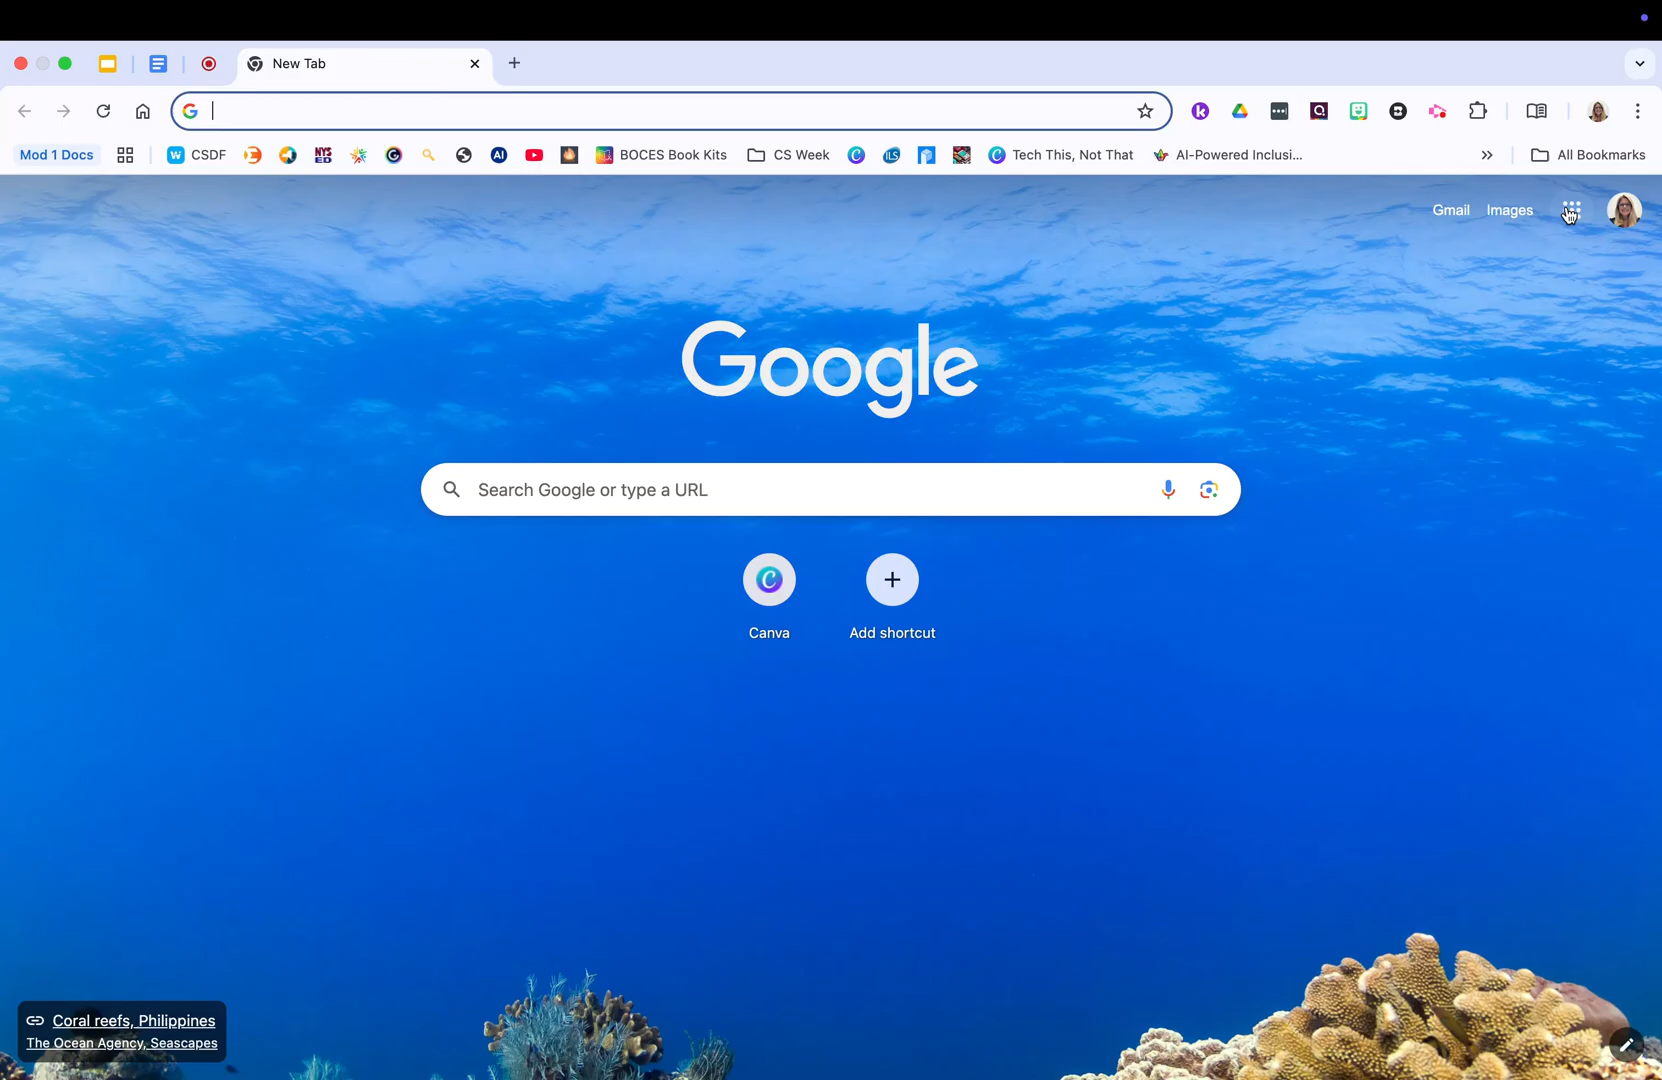 New Tab
Mod 1 Docs
CSDF
NYS
ED
AI
BOCES Book Kits
CS Week
ILS
Tech This, Not That
AI-Powered Inclusi...
All Bookmarks
Gmail
Images
Google
Search Google or type a URL
Canva
Add shortcut
Coral reefs, Philippines
The Ocean Agency, Seascapes